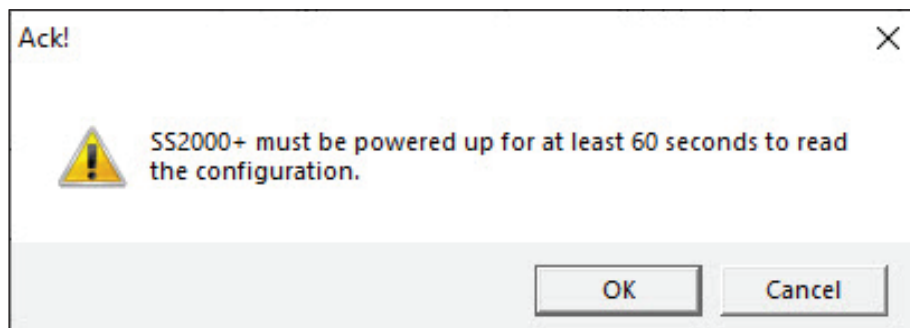 Ack!
SS2000+ must be powered up for at least 60 seconds to read
the configuration.
OK
Cancel